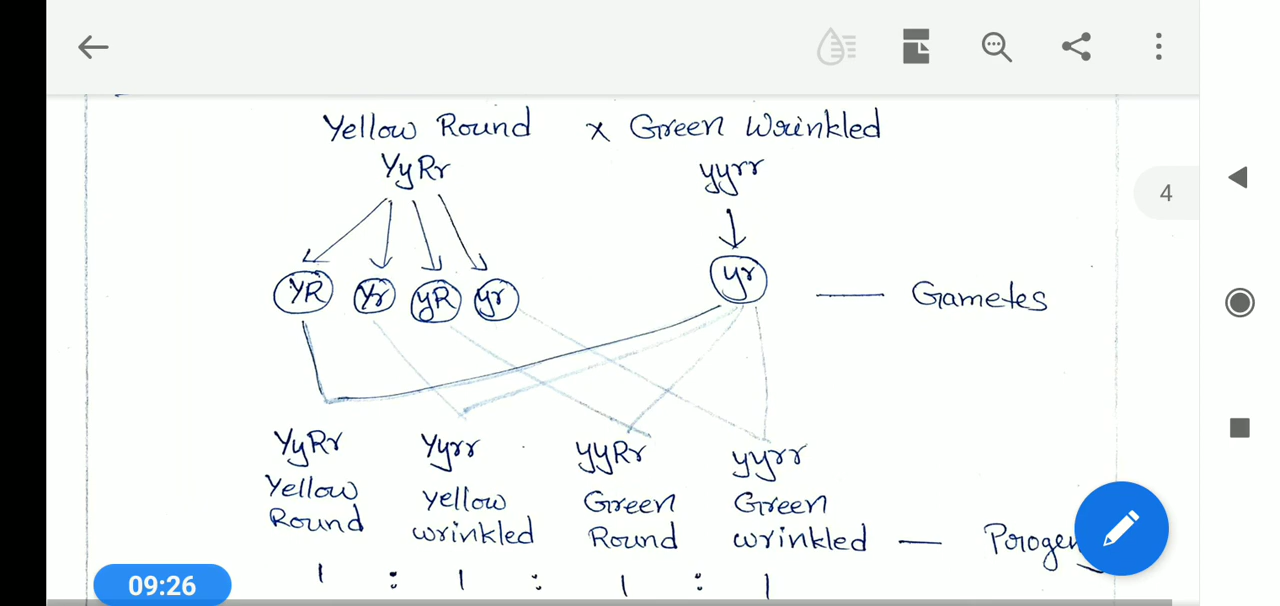 4
Yellow Round x Green Wrinkled
YyRr yyrr
YR Yr yR yr yr — Gametes
YyRr Yyrr yyRr yyrr
Yellow Yellow Green Green
Round wrinkled Round wrinkled — Progen
1 : 1 : 1 : 1
09:26